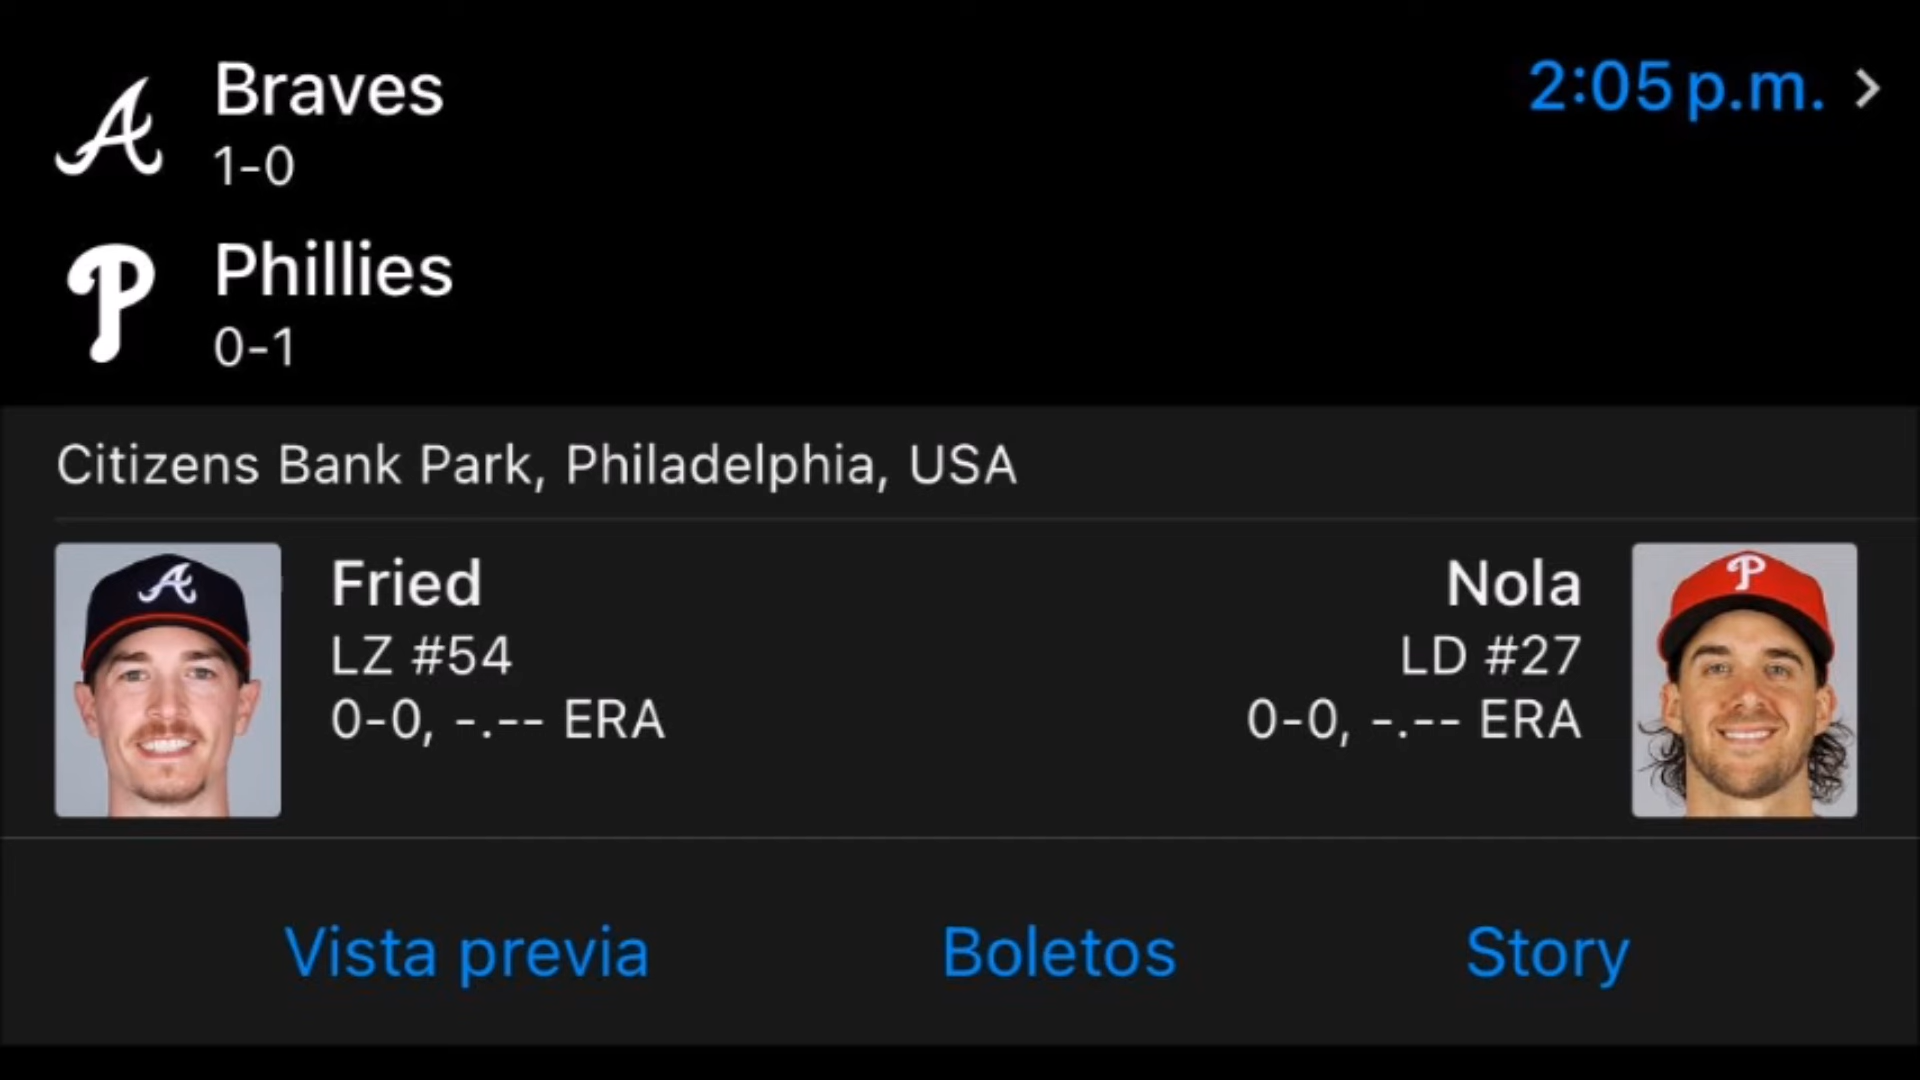 Braves
2:05 p.m.
1-0
Phillies
0-1
Citizens Bank Park, Philadelphia, USA
Fried
LZ #54
0-0, -.-- ERA
Nola
LD #27
0-0, -.-- ERA
Vista previa
Boletos
Story